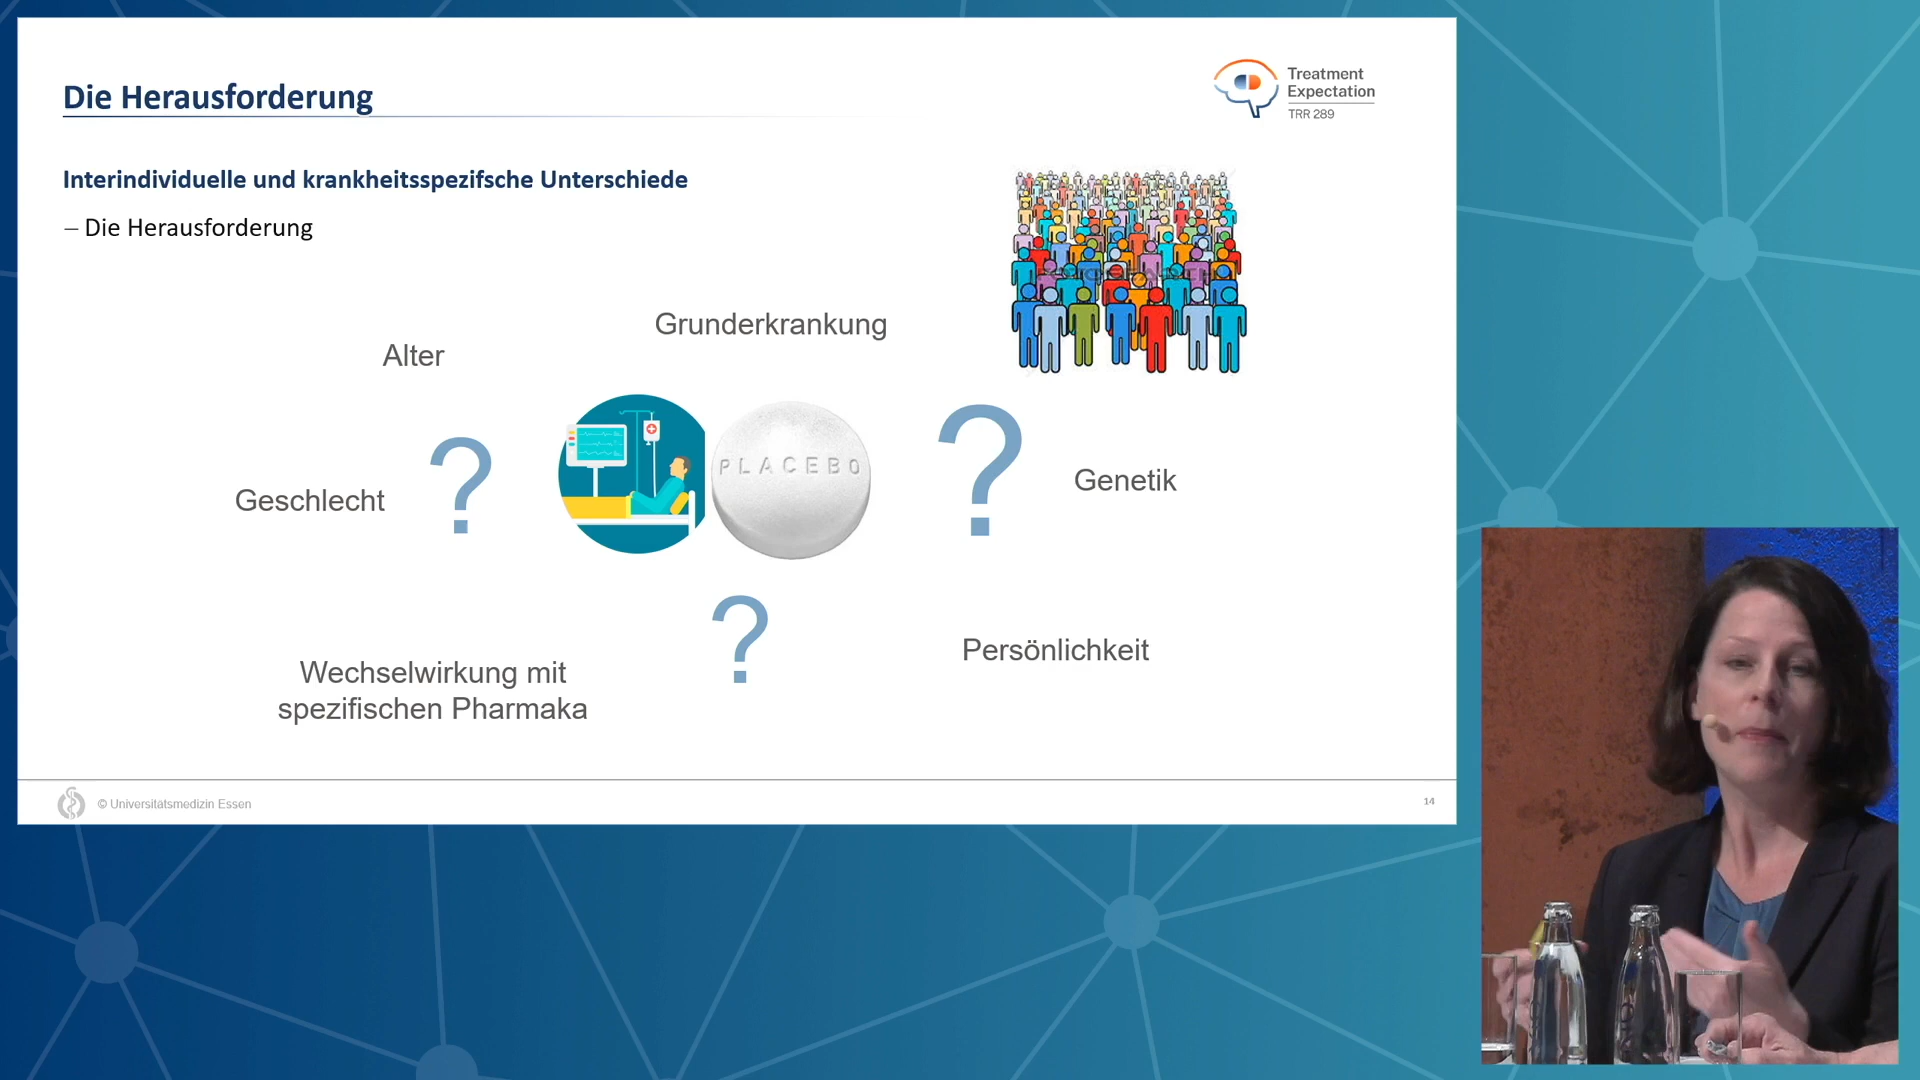 Die Herausforderung
Treatment
Expectation
TRR 289
Interindividuelle und krankheitsspezifsche Unterschiede
– Die Herausforderung
Grunderkrankung
Alter
PLACEBO
Geschlecht
?
?
Genetik
?
Persönlichkeit
Wechselwirkung mit
spezifischen Pharmaka
© Universitätsmedizin Essen
14